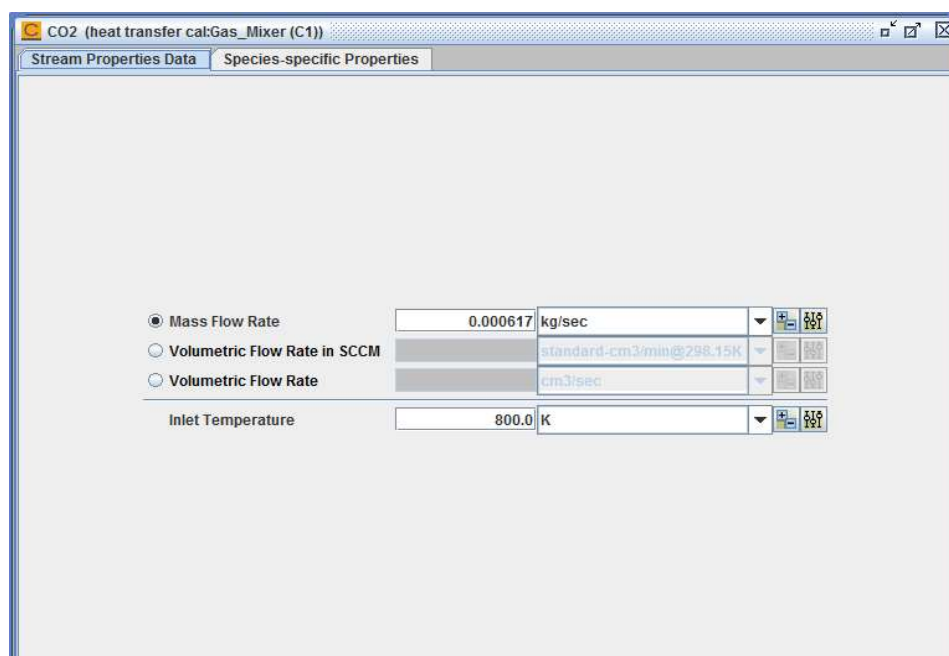 C CO2 (heat transfer cal:Gas_Mixer (C1))
Stream Properties Data Species-specific Properties
Mass Flow Rate 0.000617 kg/sec
Volumetric Flow Rate in SCCM standard-cm3/min@298.15K
Volumetric Flow Rate cm3/sec
Inlet Temperature 800.0 K